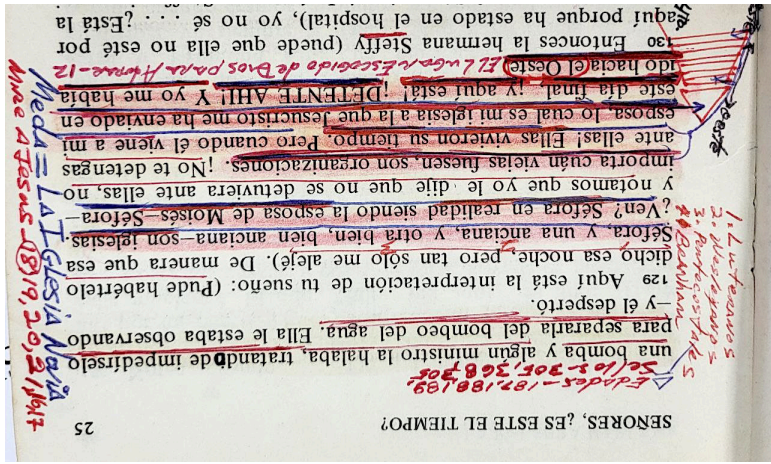 SEÑORES, ¿ES ESTE EL TIEMPO? 25
Edades-187,188,189,
Sellos-305,368,
una bomba y algún ministro la halaba, tratando de impedírselo
para separarla del bombeo del agua. Ella le estaba observando
—y él despertó.
129 Aquí está la interpretación de tu sueño: (Pude habértelo
dicho esa noche, pero tan sólo me alejé). De manera que esa
Séfora, y una anciana, y otra bien, bien anciana—son iglesias
¿Ven? Séfora en realidad siendo la esposa de Moisés—Séfora—
y notamos que yo le dije que no se detuviera ante ellas, no
importa cuán viejas fuesen, son organizaciones. ¡No te detengas
ante ellas! Ellas vivieron su tiempo. Pero cuando él viene a mi
esposa, lo cual es mi iglesia a la que Jesucristo me ha enviado en
este día final ¡y aquí está! ¡DETENTE AHI! Y yo me había
ido hacia el Oeste. El Lugar Escogido de Dios para Adorar-12
130 Entonces la hermana Steffy (puede que ella no esté por
aquí porque ha estado en el hospital), yo no sé . . . ¿Está la
1. Luteranos
2. Wesleyanos
3. Pentecostales
4. Branham
Oeste
Este
Meda = LA IGLesia Novia
Mire A Jesus-(18)19,20,21,